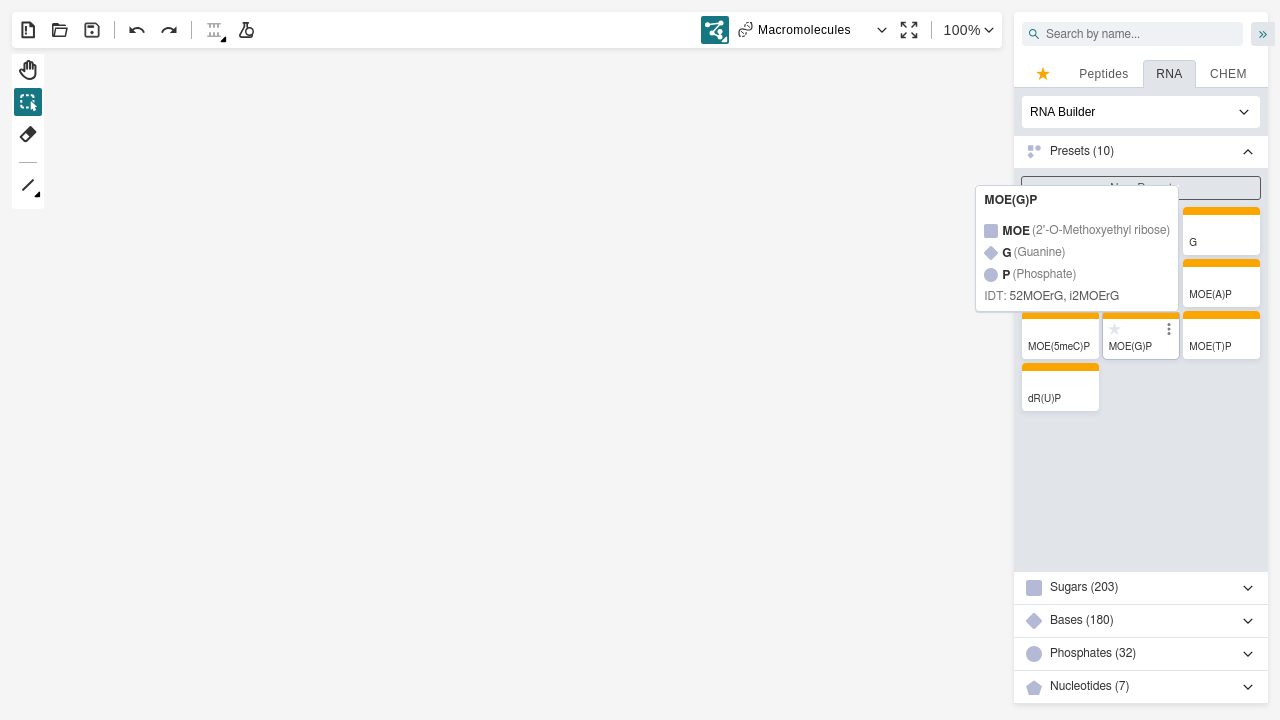 Macromolecules
100%
Search by name...
Peptides
RNA
CHEM
RNA Builder
Presets (10)
MOE(G)P
MOE (2'-O-Methoxyethyl ribose)
G (Guanine)
P (Phosphate)
IDT: 52MOErG, i2MOErG
G
MOE(A)P
MOE(5meC)P
MOE(G)P
MOE(T)P
dR(U)P
Sugars (203)
Bases (180)
Phosphates (32)
Nucleotides (7)